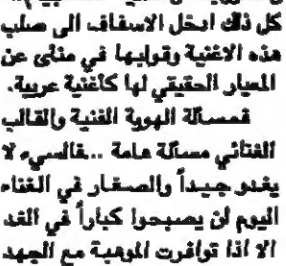 كل ذلك ادخل الاسفاف الى صلب
هذه الاغنية وقوابها في منأى عن
المعيار الحقيقي لها كأغنية عربية.
فمسألة الهوية الفنية والقالب
الغنائي مسألة هامة ..فالسيء لا
يغدو جيداً والصغار في الغناء
اليوم لن يصبحوا كباراً في الغد
الا اذا توافرت الموهبة مع الجهد